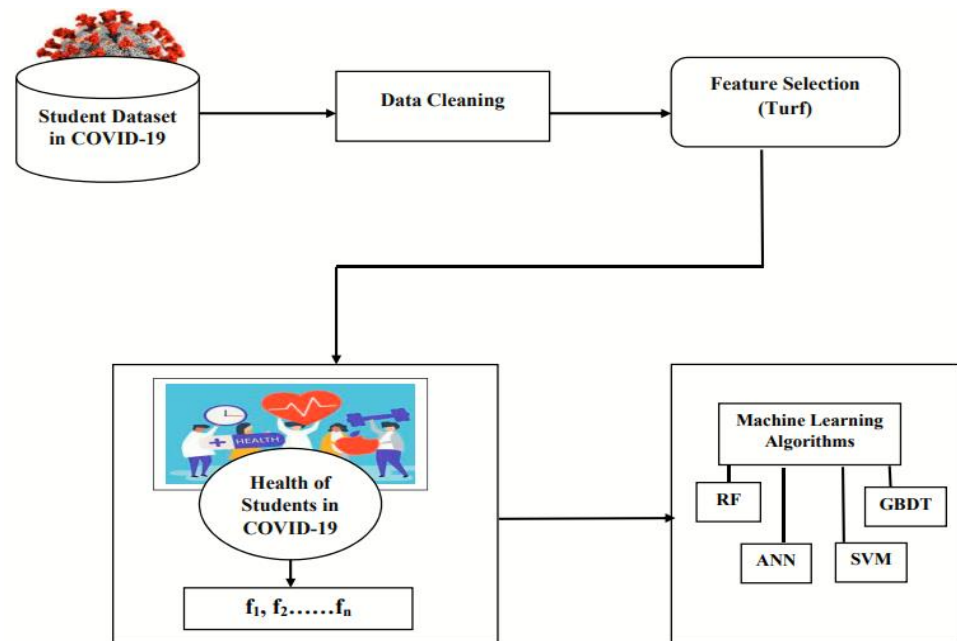 Student Dataset
in COVID-19
Data Cleaning
Feature Selection
(Turf)
HEALTH
Health of
Students in
COVID-19
f₁, f₂......fₙ
Machine Learning
Algorithms
RF
GBDT
ANN
SVM